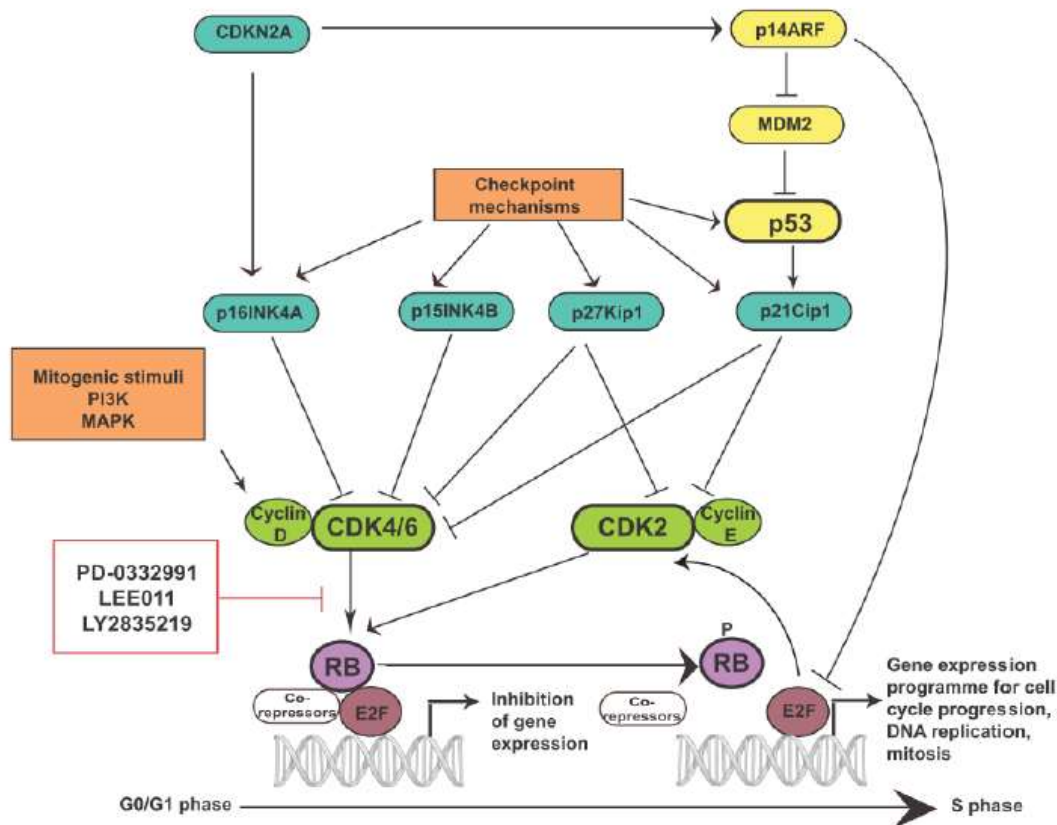 CDKN2A
p14ARF
MDM2
Checkpoint
mechanisms
p53
p16INK4A
p15INK4B
p27Kip1
p21Cip1
Mitogenic stimuli
PI3K
MAPK
Cyclin
D
CDK4/6
CDK2
Cyclin
E
PD-0332991
LEE011
LY2835219
RB
P
RB
Co-
repressors
E2F
Inhibition
of gene
expression
Co-
repressors
E2F
Gene expression
programme for cell
cycle progression,
DNA replication,
mitosis
G0/G1 phase
S phase